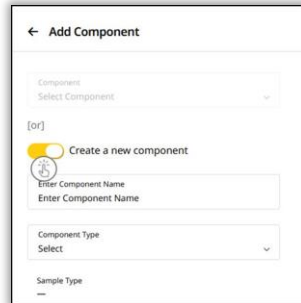 ← Add Component
Component
Select Component
[or]
Create a new component
Enter Component Name
Enter Component Name
Component Type
Select
Sample Type
—